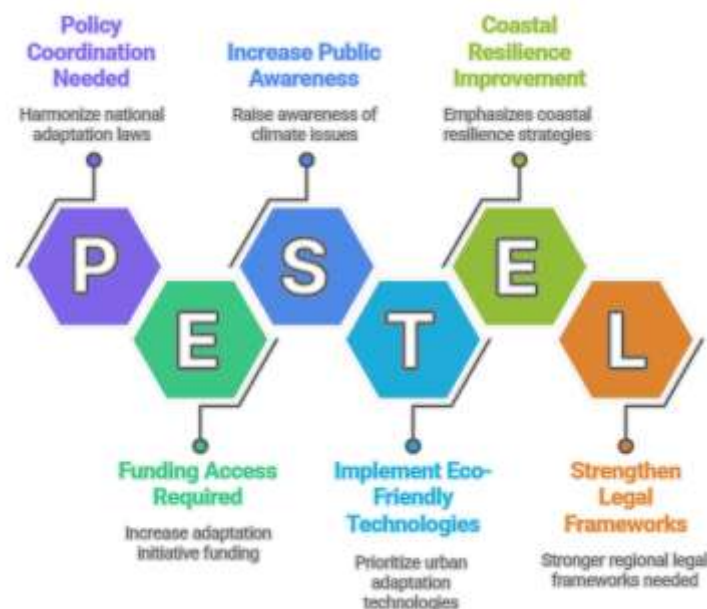 Policy
Coordination
Needed
Harmonize national
adaptation laws
Increase Public
Awareness
Raise awareness of
climate issues
Coastal
Resilience
Improvement
Emphasizes coastal
resilience strategies
P
E
S
T
E
L
Funding Access
Required
Increase adaptation
initiative funding
Implement Eco-
Friendly
Technologies
Prioritize urban
adaptation
technologies
Strengthen
Legal
Frameworks
Stronger regional legal
frameworks needed